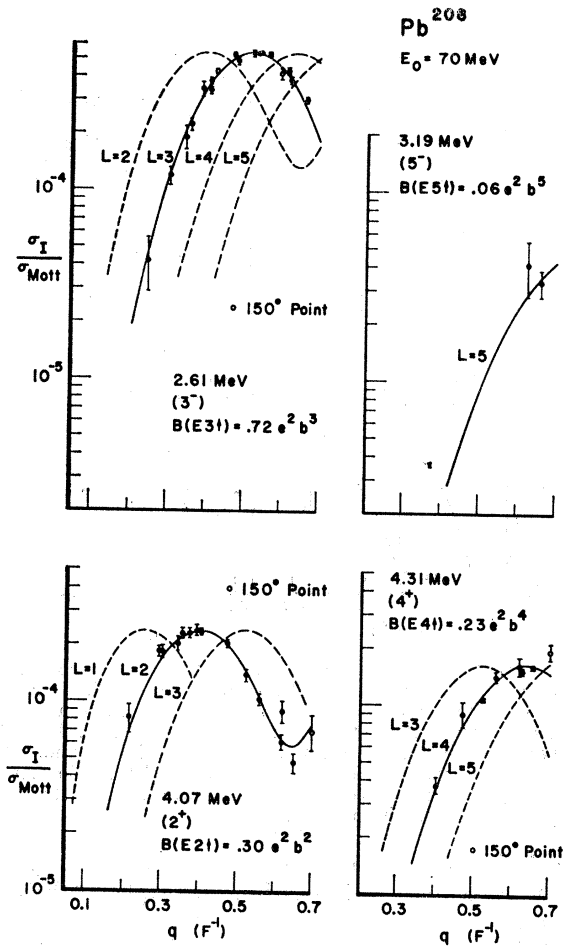 Pb²⁰⁸
E₀ = 70 MeV
L=2 L=3 L=4 L=5
10⁻⁴
σ_I
σ_Mott
150° Point
10⁻⁵
2.61 MeV
(3⁻)
B(E3↑) = .72 e² b³
3.19 MeV
(5⁻)
B(E5↑) = .06 e² b⁵
L=5
150° Point
L=1 L=2 L=3
10⁻⁴
σ_I
σ_Mott
4.07 MeV
(2⁺)
B(E2↑) = .30 e² b²
10⁻⁵
0.1 0.3 0.5 0.7
q (F⁻¹)
4.31 MeV
(4⁺)
B(E4↑) = .23 e² b⁴
L=3
L=4
L=5
150° Point
0.3 0.5 0.7
q (F⁻¹)